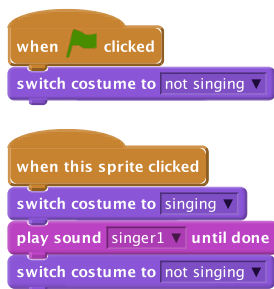 when clicked
switch costume to not singing ▼
when this sprite clicked
switch costume to singing ▼
play sound singer1 ▼ until done
switch costume to not singing ▼